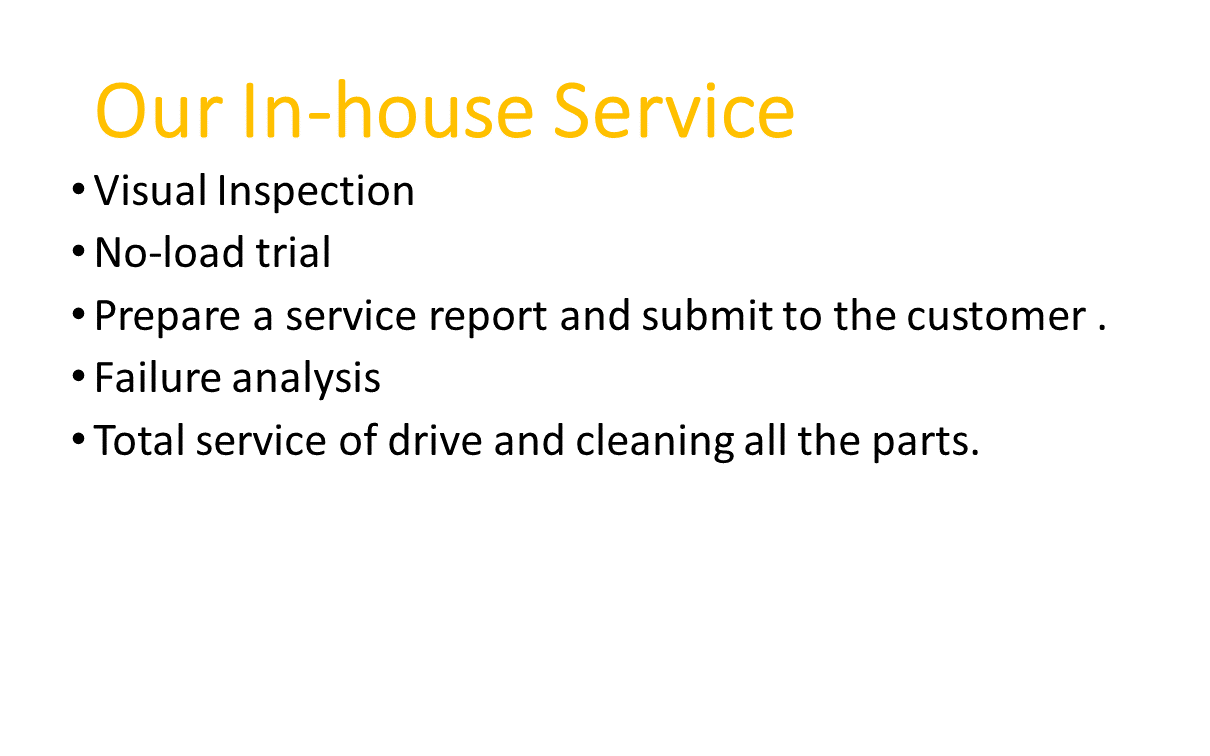 Our In-house Service
• Visual Inspection
• No-load trial
• Prepare a service report and submit to the customer .
• Failure analysis
• Total service of drive and cleaning all the parts.